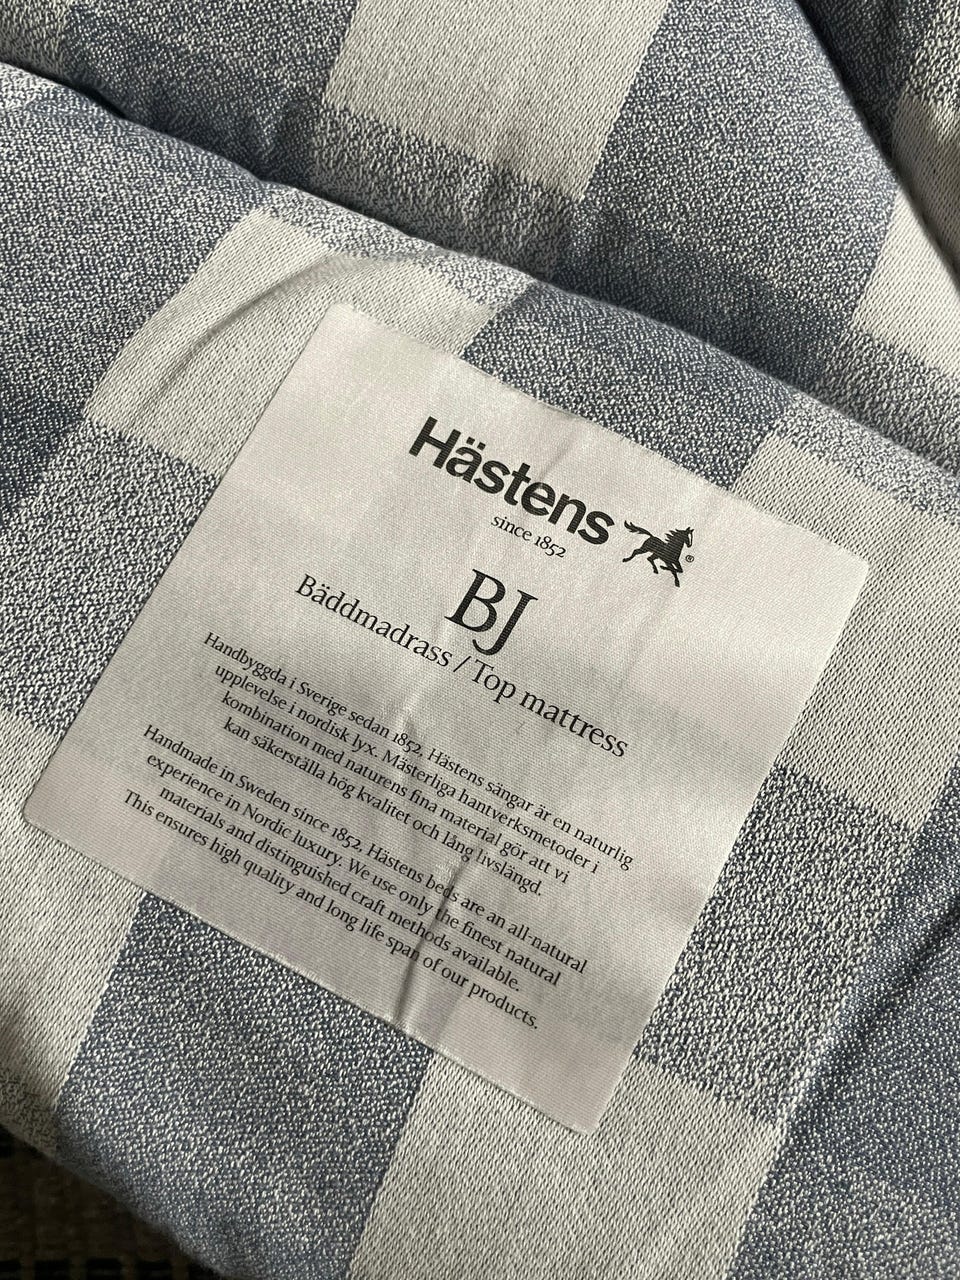 Hästens
since 1852
BJ
Bäddmadrass / Top mattress
Handbyggda i Sverige sedan 1852, Hästens sängar är en naturlig
upplevelse i nordisk lyx. Mästerliga hantverksmetoder i
kombination med naturens fina material gör att vi
kan säkerställa hög kvalitet och lång livslängd.
Handmade in Sweden since 1852, Hästens beds are an all-natural
experience in Nordic luxury. We use only the finest natural
materials and distinguished craft methods available.
This ensures high quality and long life span of our products.